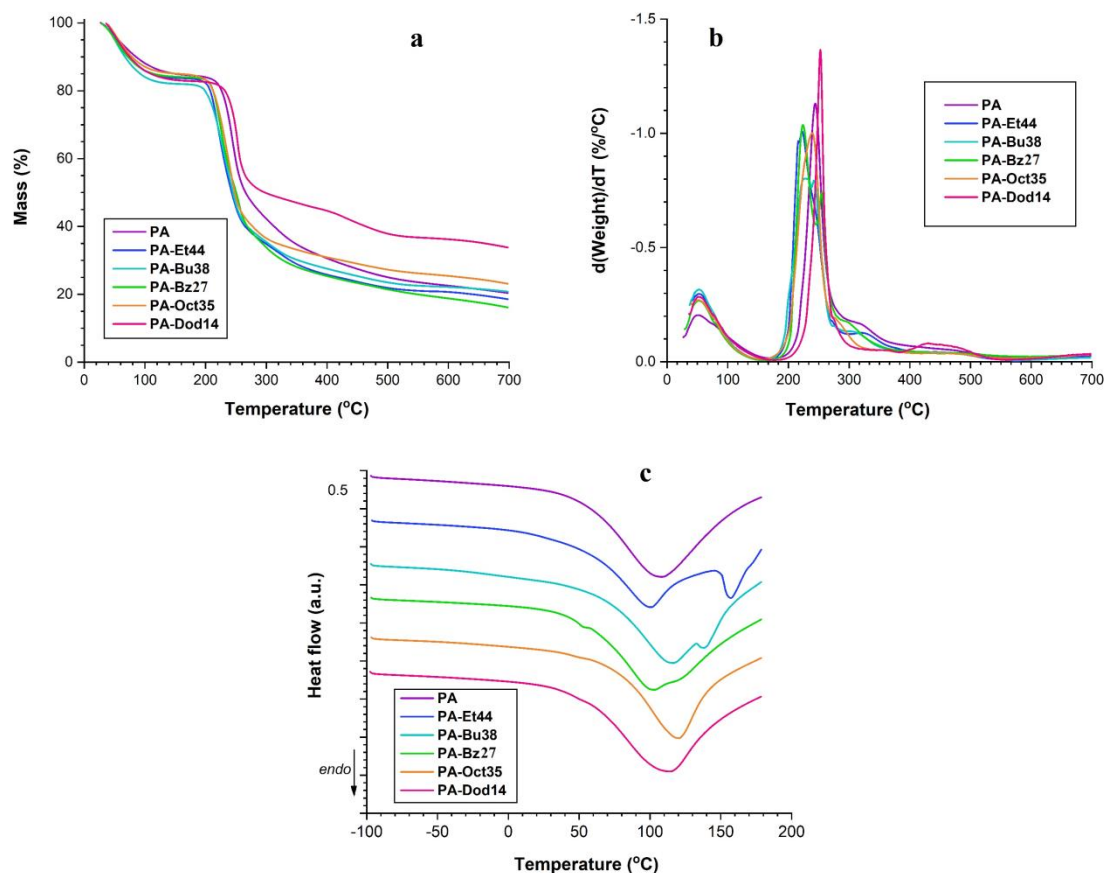 a
100
80
60
40
20
0
Mass (%)
PA
PA-Et44
PA-Bu38
PA-Bz27
PA-Oct35
PA-Dod14
0 100 200 300 400 500 600 700
Temperature (°C)
b
-1.5
-1.0
-0.5
0.0
d(Weight)/dT (%/°C)
PA
PA-Et44
PA-Bu38
PA-Bz27
PA-Oct35
PA-Dod14
0 100 200 300 400 500 600 700
Temperature (°C)
c
0.5
Heat flow (a.u.)
endo
PA
PA-Et44
PA-Bu38
PA-Bz27
PA-Oct35
PA-Dod14
-100 -50 0 50 100 150 200
Temperature (°C)